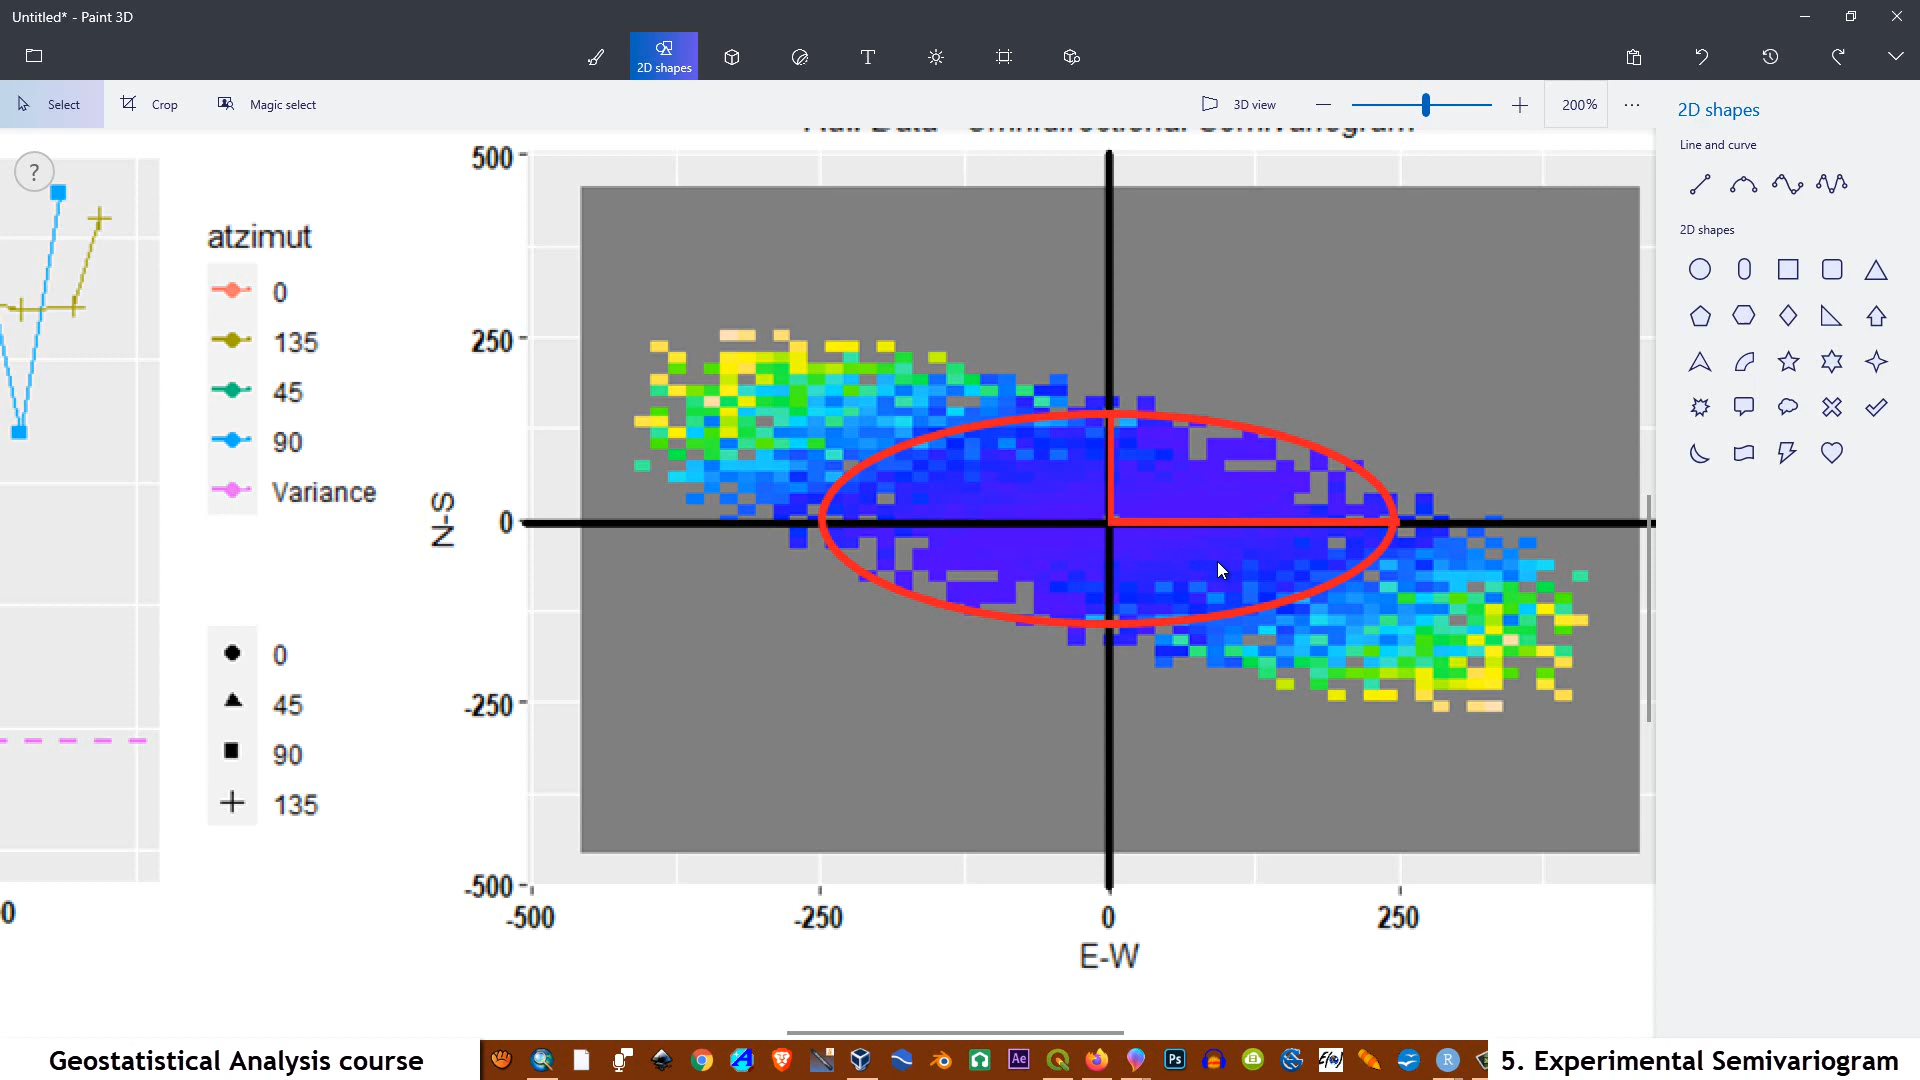 Untitled* - Paint 3D
2D shapes
Select
Crop
Magic select
3D view
200%
2D shapes
Line and curve
2D shapes
?
atzimut
0
135
45
90
Variance
0
45
90
135
500
250
0
-250
-500
N-S
-500
-250
0
250
E-W
Geostatistical Analysis course
Ae
Ps
R
5. Experimental Semivariogram